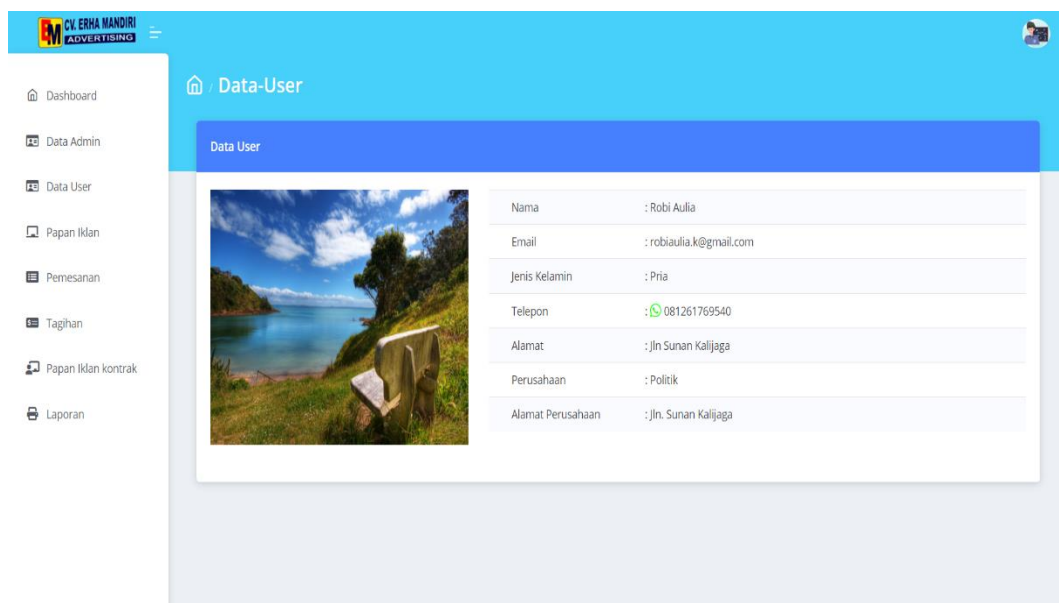 CV. ERHA MANDIRI
EM ADVERTISING
/ Data-User
Dashboard
Data Admin
Data User
Papan Iklan
Pemesanan
Tagihan
Papan Iklan kontrak
Laporan
Data User
Nama : Robi Aulia
Email : robiaulia.k@gmail.com
Jenis Kelamin : Pria
Telepon : 081261769540
Alamat : Jln Sunan Kalijaga
Perusahaan : Politik
Alamat Perusahaan : Jln. Sunan Kalijaga